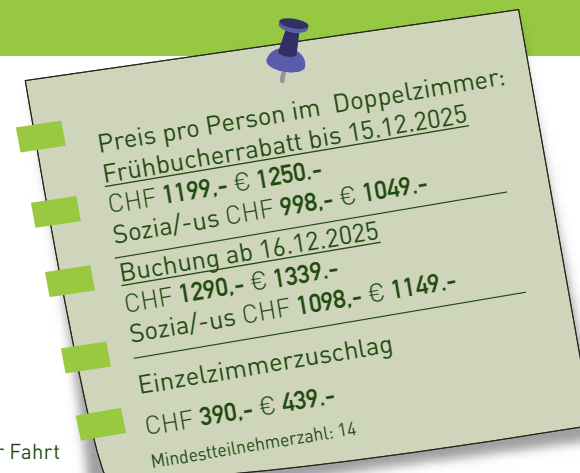 Preis pro Person im Doppelzimmer:
Frühbucherrabatt bis 15.12.2025
CHF 1199,- € 1250.-
Sozia/-us CHF 998,- € 1049.-
Buchung ab 16.12.2025
CHF 1290,- € 1339.-
Sozia/-us CHF 1098,- € 1149.-
Einzelzimmerzuschlag
CHF 390,- € 439.-
Mindestteilnehmerzahl: 14
Fahrt